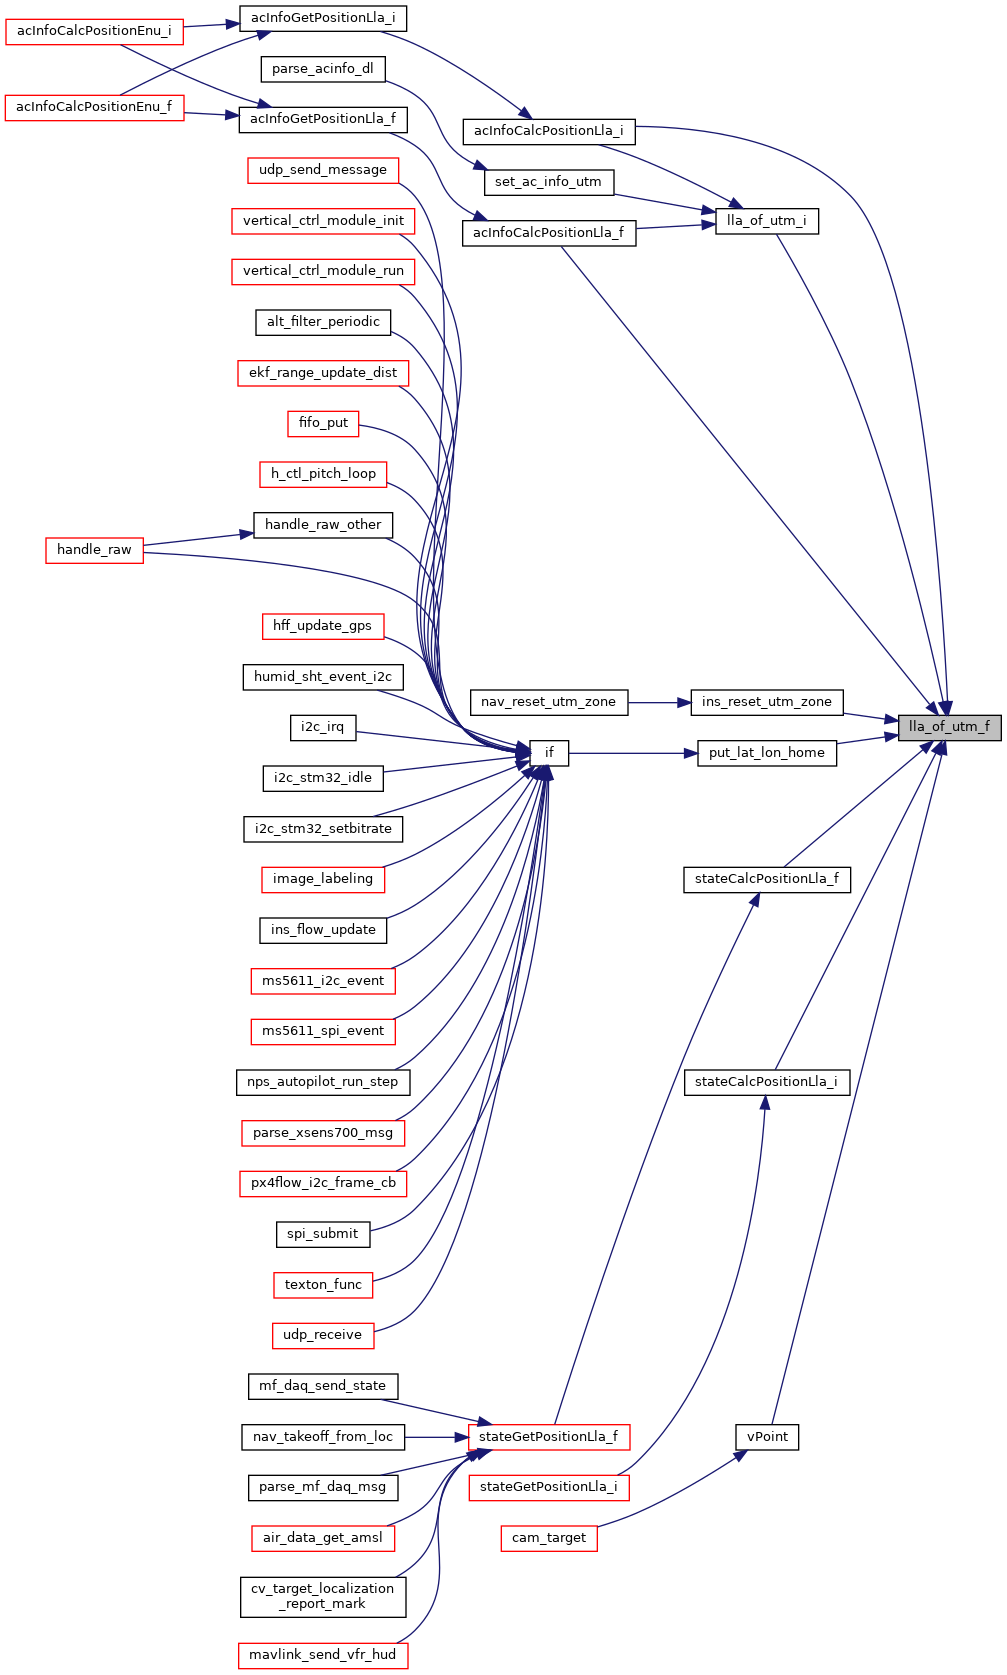 acInfoGetPositionLla_i
acInfoCalcPositionEnu_i
parse_acinfo_dl
acInfoCalcPositionEnu_f
acInfoGetPositionLla_f
acInfoCalcPositionLla_i
udp_send_message
set_ac_info_utm
vertical_ctrl_module_init
lla_of_utm_i
acInfoCalcPositionLla_f
vertical_ctrl_module_run
alt_filter_periodic
ekf_range_update_dist
fifo_put
h_ctl_pitch_loop
handle_raw_other
handle_raw
hff_update_gps
humid_sht_event_i2c
nav_reset_utm_zone
ins_reset_utm_zone
i2c_irq
lla_of_utm_f
if
put_lat_lon_home
i2c_stm32_idle
i2c_stm32_setbitrate
image_labeling
stateCalcPositionLla_f
ins_flow_update
ms5611_i2c_event
ms5611_spi_event
nps_autopilot_run_step
stateCalcPositionLla_i
parse_xsens700_msg
px4flow_i2c_frame_cb
spi_submit
texton_func
udp_receive
mf_daq_send_state
nav_takeoff_from_loc
stateGetPositionLla_f
vPoint
parse_mf_daq_msg
stateGetPositionLla_i
air_data_get_amsl
cam_target
cv_target_localization
_report_mark
mavlink_send_vfr_hud